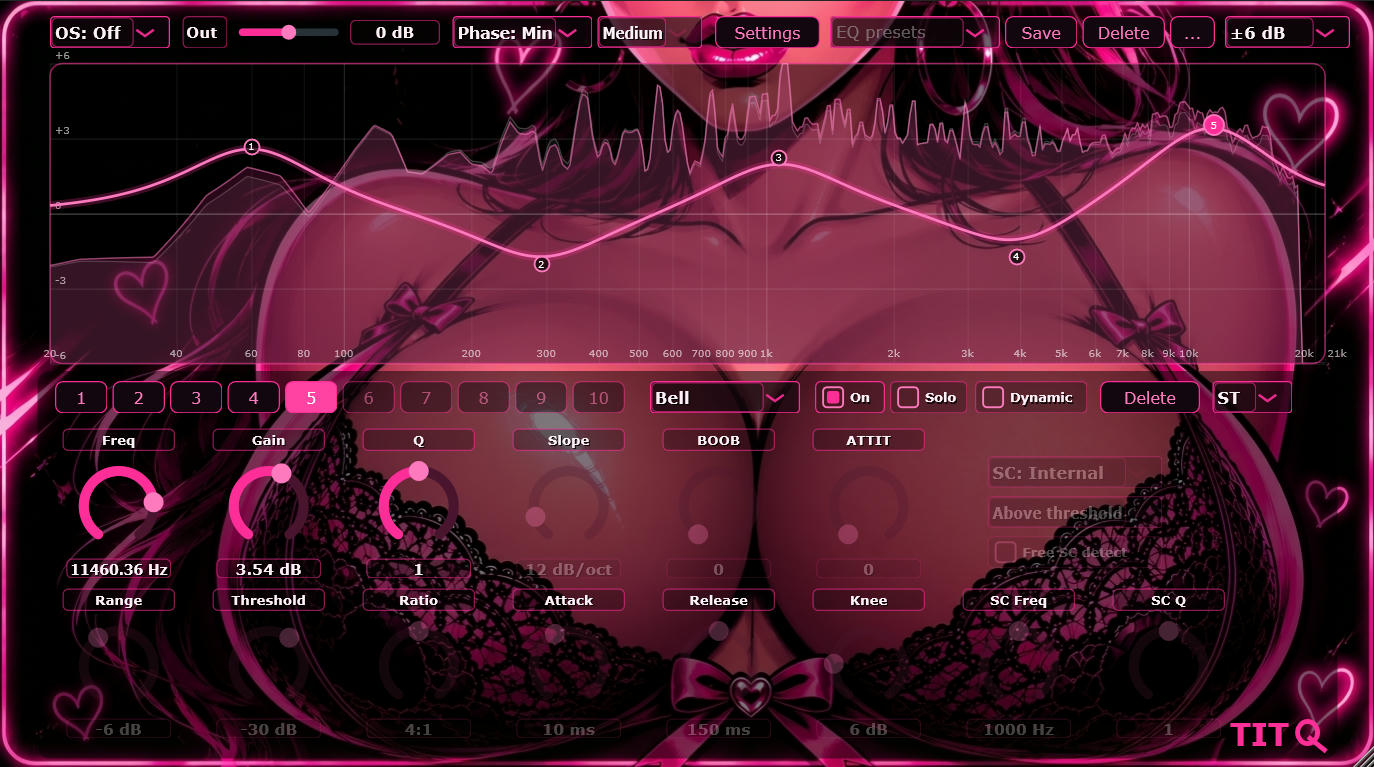 OS: Off Out 0 dB Phase: Min Medium Settings EQ presets Save Delete ... ±6 dB
+6
+3
0
-3
-6
1
2
3
4
5
20 40 60 80 100 200 300 400 500 600 700 800 900 1k 2k 3k 4k 5k 6k 7k 8k 9k 10k 20k 21k
1 2 3 4 5 6 7 8 9 10 Bell On Solo Dynamic Delete ST
Freq Gain Q Slope BOOB ATTIT
SC: Internal
Above threshold
Free SC detect
11460.36 Hz 3.54 dB 1 12 dB/oct 0 0
Range Threshold Ratio Attack Release Knee SC Freq SC Q
-6 dB -30 dB 4:1 10 ms 150 ms 6 dB 1000 Hz 1
TIT Q